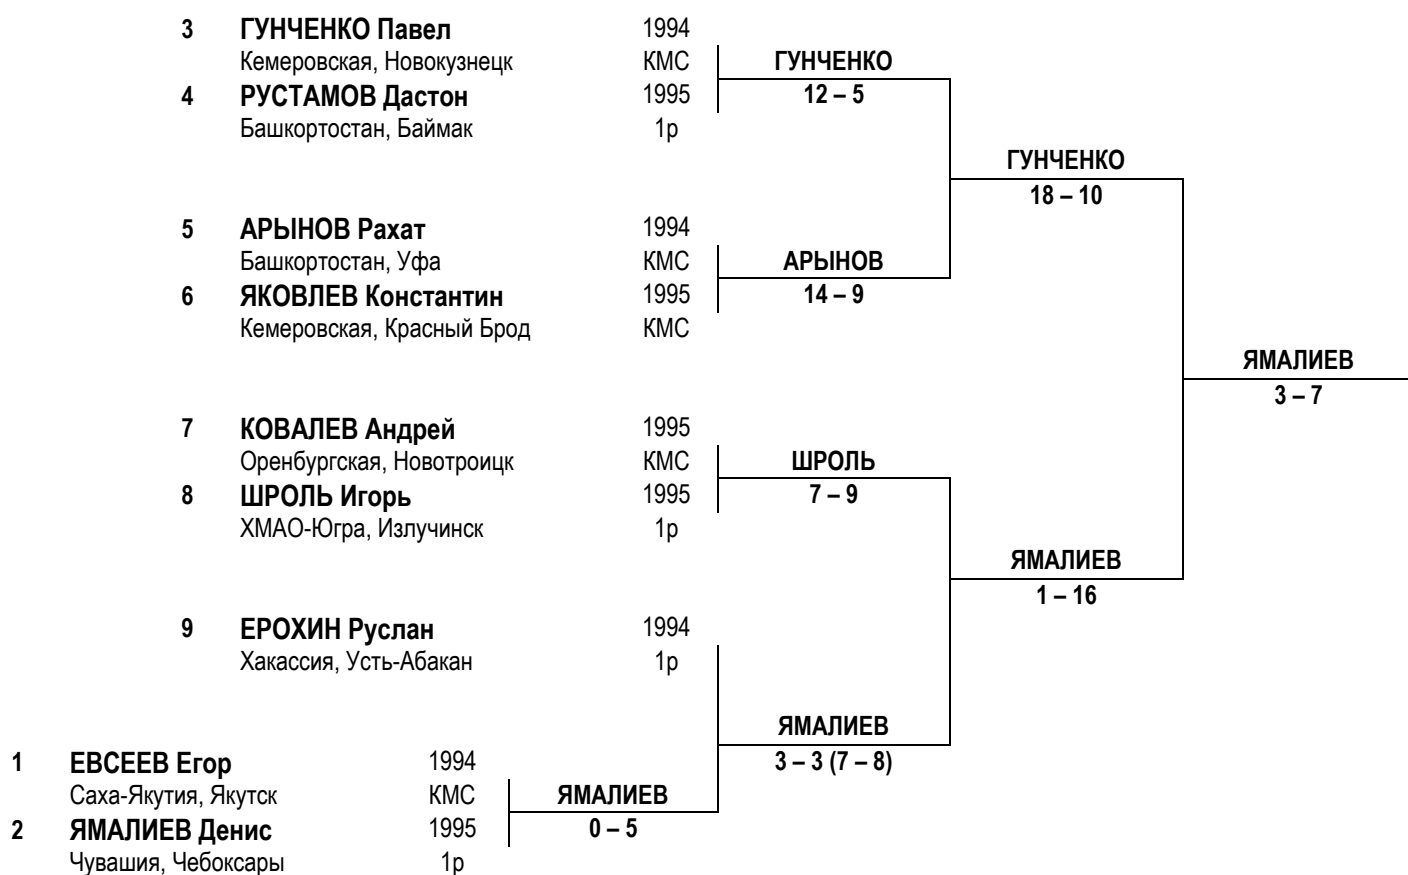 3 ГУНЧЕНКО Павел 1994
Кемеровская, Новокузнецк КМС ГУНЧЕНКО
4 РУСТАМОВ Дастон 1995 12 – 5
Башкортостан, Баймак 1р
ГУНЧЕНКО
18 – 10
5 АРЫНОВ Рахат 1994
Башкортостан, Уфа КМС АРЫНОВ
6 ЯКОВЛЕВ Константин 1995 14 – 9
Кемеровская, Красный Брод КМС
ЯМАЛИЕВ
3 – 7
7 КОВАЛЕВ Андрей 1995
Оренбургская, Новотроицк КМС ШРОЛЬ
8 ШРОЛЬ Игорь 1995 7 – 9
ХМАО-Югра, Излучинск 1р
ЯМАЛИЕВ
1 – 16
9 ЕРОХИН Руслан 1994
Хакассия, Усть-Абакан 1р
ЯМАЛИЕВ
1 ЕВСЕЕВ Егор 1994 3 – 3 (7 – 8)
Саха-Якутия, Якутск КМС ЯМАЛИЕВ
2 ЯМАЛИЕВ Денис 1995 0 – 5
Чувашия, Чебоксары 1р